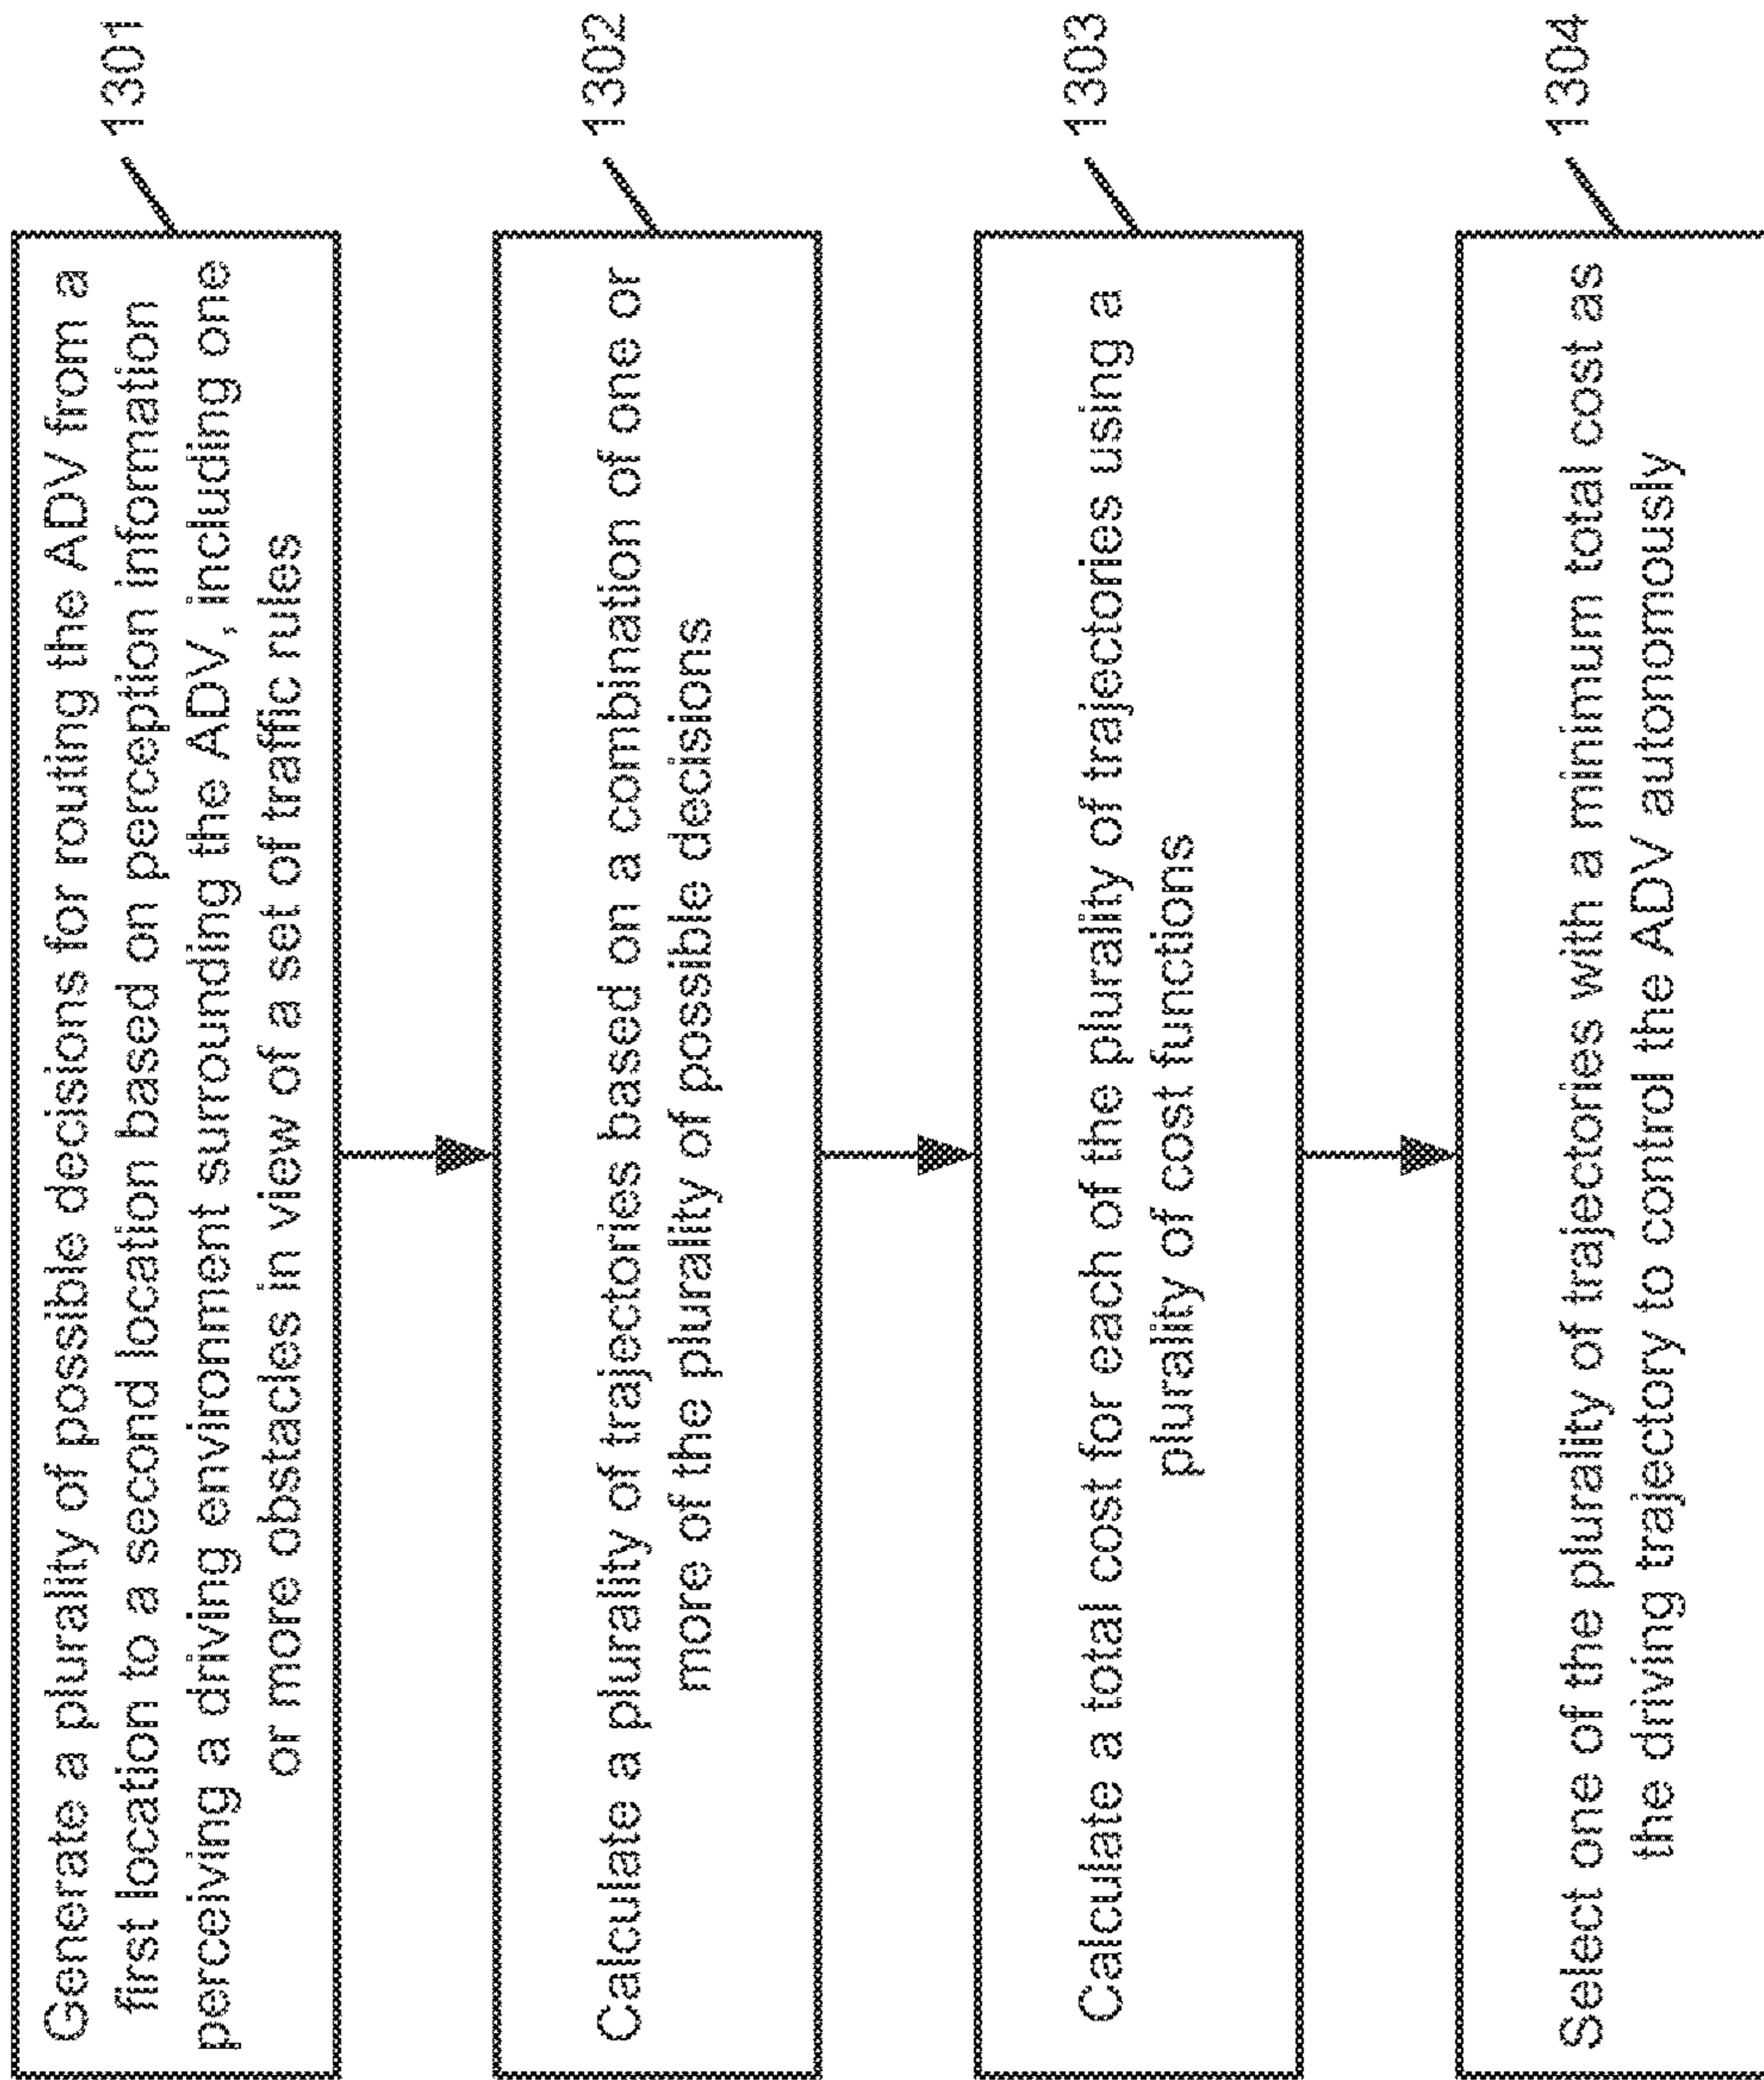 1301
Generate a plurality of possible decisions for routing the ADV from a
first location to a second location based on perception information
perceiving a driving environment surrounding the ADV, including one
or more obstacles in view of a set of traffic rules
1302
Calculate a plurality of trajectories based on a combination of one or
more of the plurality of possible decisions
1303
Calculate a total cost for each of the plurality of trajectories using a
plurality of cost functions
1304
Select one of the plurality of trajectories with a minimum total cost as
the driving trajectory to control the ADV autonomously